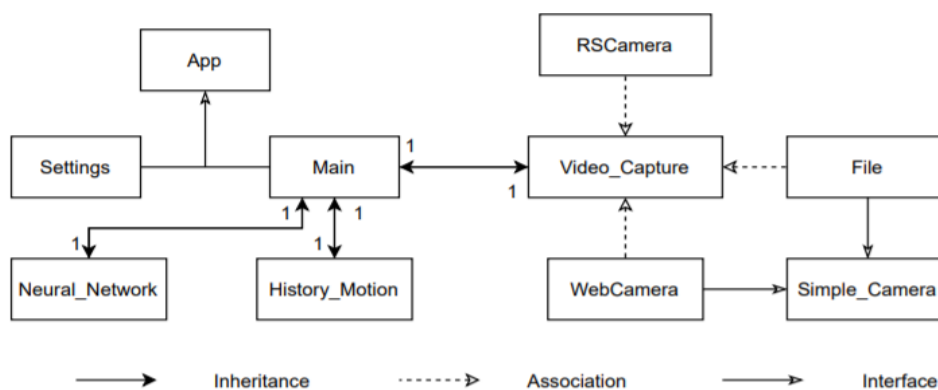 RSCamera
App
Settings
Main
1
1
Video_Capture
File
1
1
1
1
Neural_Network
History_Motion
WebCamera
Simple_Camera
Inheritance
Association
Interface